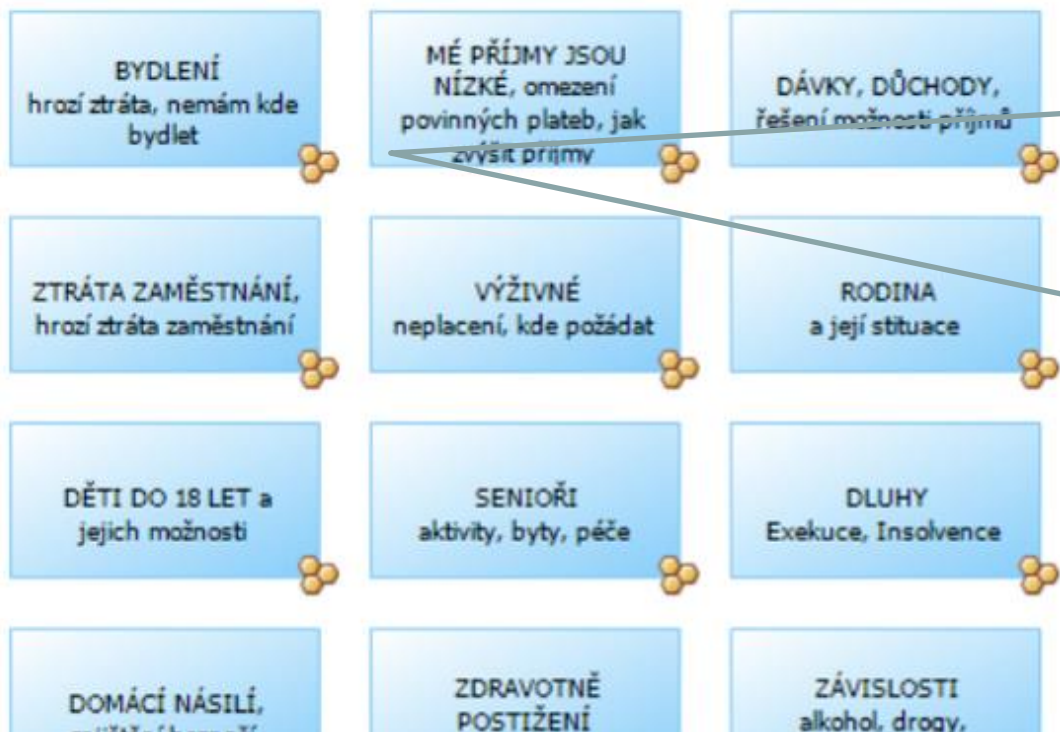 BYDLENÍ
hrozí ztráta, nemám kde
bydlet
MÉ PŘÍJMY JSOU
NÍZKÉ, omezení
povinných plateb, jak
zvýšit příjmy
DÁVKY, DŮCHODY,
řešení možnosti příjmů
ZTRÁTA ZAMĚSTNÁNÍ,
hrozí ztráta zaměstnání
VÝŽIVNÉ
neplacení, kde požádat
RODINA
a její stituace
DĚTI DO 18 LET a
jejich možnosti
SENIOŘI
aktivity, byty, péče
DLUHY
Exekuce, Insolvence
DOMÁCÍ NÁSILÍ,
ZDRAVOTNĚ
POSTIŽENÍ
ZÁVISLOSTI
alkohol, drogy,